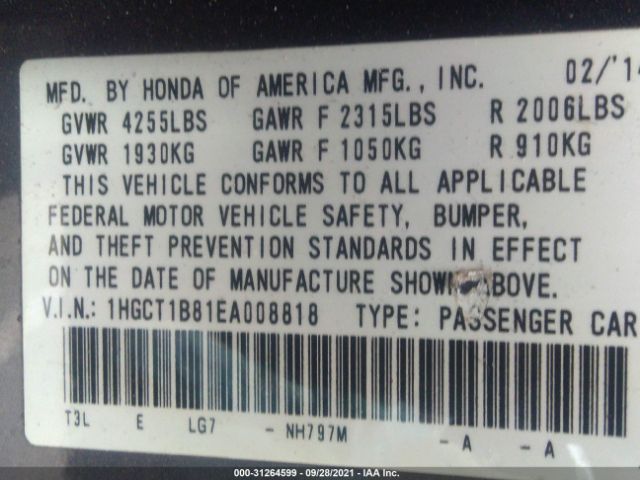 MFD. BY HONDA OF AMERICA MFG., INC. 02/'14
GVWR 4255LBS GAWR F 2315LBS R 2006LBS
GVWR 1930KG GAWR F 1050KG R 910KG
THIS VEHICLE CONFORMS TO ALL APPLICABLE
FEDERAL MOTOR VEHICLE SAFETY, BUMPER,
AND THEFT PREVENTION STANDARDS IN EFFECT
ON THE DATE OF MANUFACTURE SHOWN ABOVE.
V.I.N.: 1HGCT1B81EA008818 TYPE: PASSENGER CAR
T3L E LG7 - NH797M - A - A
000-31264599 - 09/28/2021 - IAA Inc.